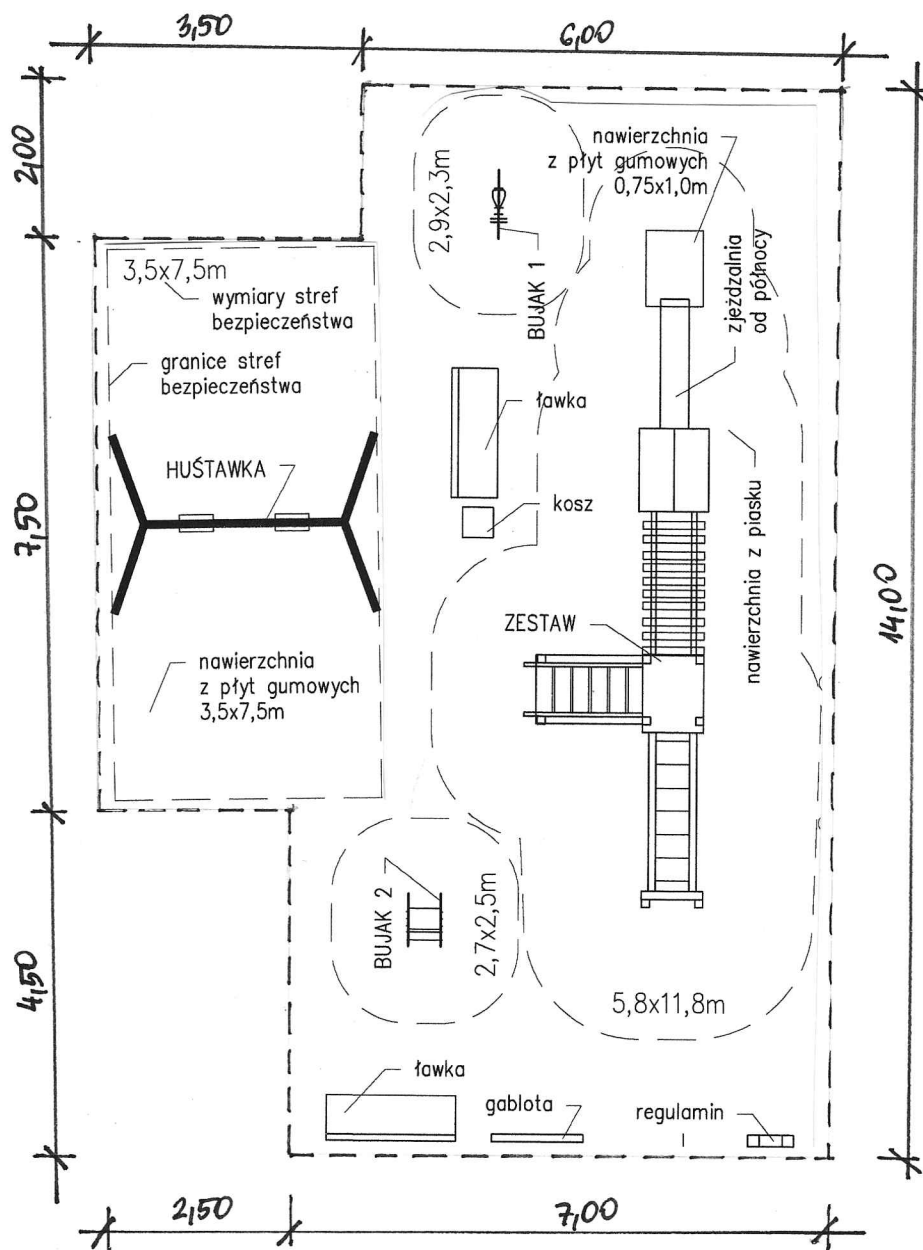 3,50
6,00
2,00
7,50
4,50
14,00
2,50
7,00
2,9x2,3m
BUJAK 1
nawierzchnia
z płyt gumowych
0,75x1,0m
zjeżdzalnia
od północy
3,5x7,5m
wymiary stref
bezpieczeństwa
granice stref
bezpieczeństwa
HUŚTAWKA
ławka
kosz
nawierzchnia z piasku
ZESTAW
nawierzchnia
z płyt gumowych
3,5x7,5m
BUJAK 2
2,7x2,5m
5,8x11,8m
ławka
gablota
regulamin